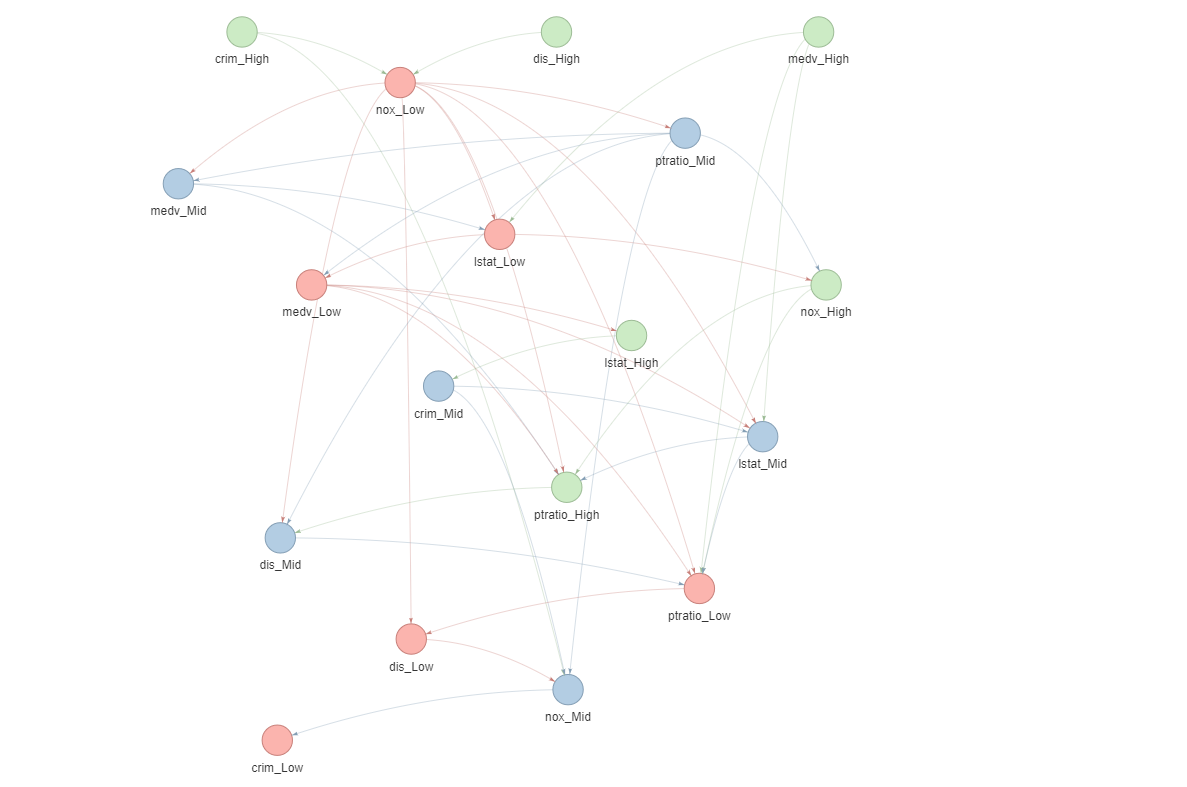 crim_High
dis_High
medv_High
nox_Low
ptratio_Mid
medv_Mid
lstat_Low
medv_Low
nox_High
lstat_High
crim_Mid
lstat_Mid
ptratio_High
dis_Mid
ptratio_Low
dis_Low
nox_Mid
crim_Low